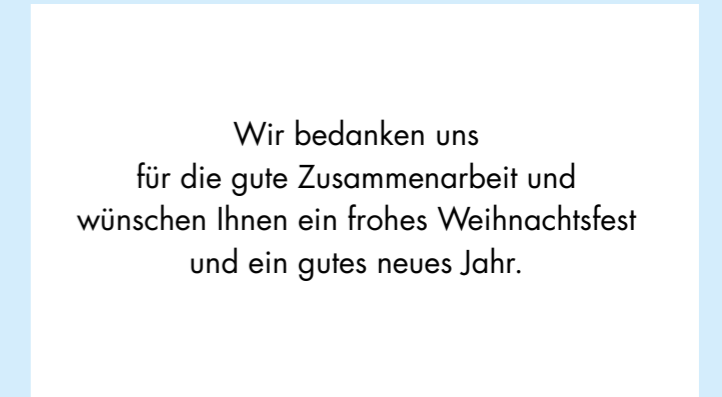 Wir bedanken uns
für die gute Zusammenarbeit und
wünschen Ihnen ein frohes Weihnachtsfest
und ein gutes neues Jahr.